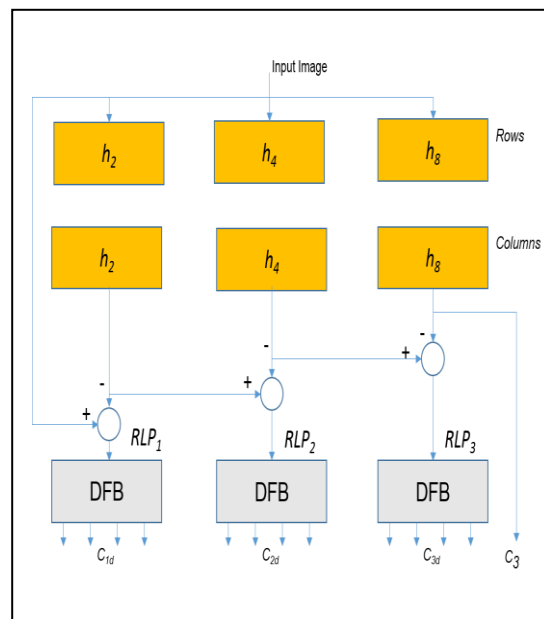 Input Image
h2 h4 h8 Rows
h2 h4 h8 Columns
- +
- +
- +
RLP1 RLP2 RLP3
DFB DFB DFB
C1d C2d C3d C3